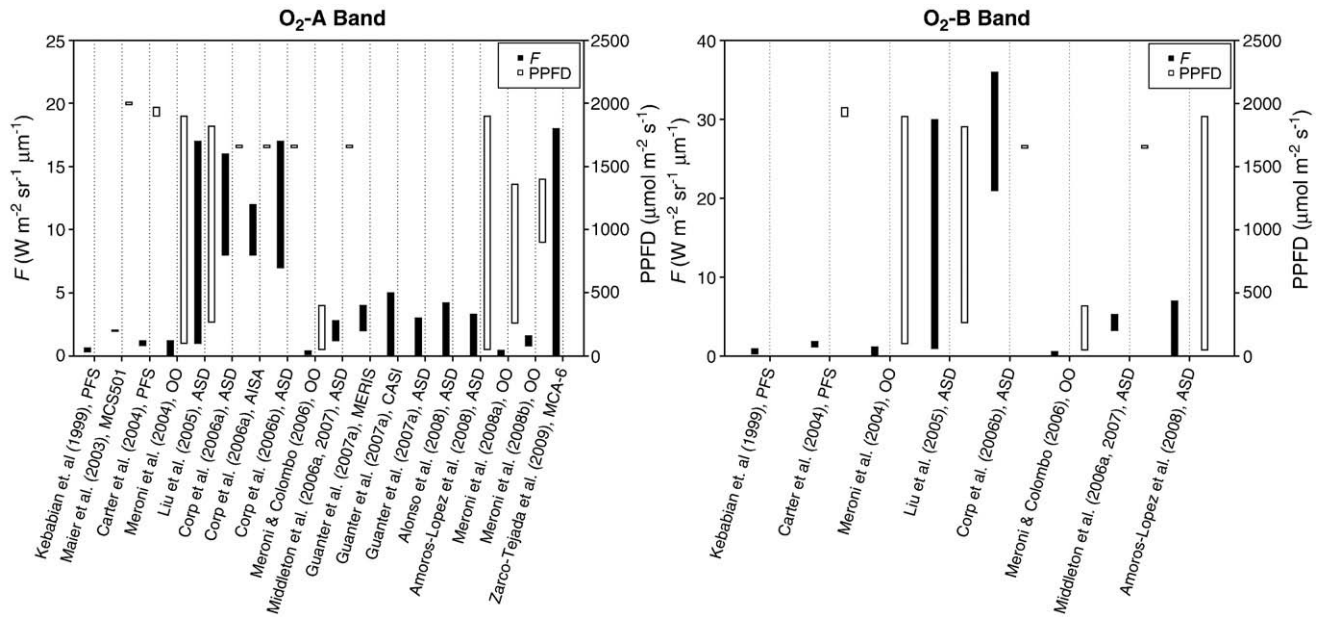 O2-A Band
25
20
15
10
5
0
F (W m-2 sr-1 μm-1)
2500
2000
1500
1000
500
0
PPFD (μmol m-2 s-1)
F
PPFD
Kebabian et. al (1999), PFS
Maier et al. (2003), MCS501
Carter et al. (2004), PFS
Meroni et al. (2004), OO
Liu et al. (2005), ASD
Corp et al. (2006a), ASD
Corp et al. (2006a), AISA
Corp et al. (2006b), ASD
Meroni & Colombo (2006), OO
Middleton et al. (2006a, 2007), ASD
Guanter et al. (2007a), MERIS
Guanter et al. (2007a), CASI
Guanter et al. (2007a), ASD
Alonso et al. (2008), ASD
Amoros-Lopez et al. (2008), ASD
Meroni et al. (2008a), OO
Meroni et al. (2008b), OO
Zarco-Tejada et al. (2009), MCA-6
O2-B Band
40
30
20
10
0
F (W m-2 sr-1 μm-1)
2500
2000
1500
1000
500
0
PPFD (μmol m-2 s-1)
F
PPFD
Kebabian et. al (1999), PFS
Carter et al. (2004), PFS
Meroni et al. (2004), OO
Liu et al. (2005), ASD
Corp et al. (2006b), ASD
Meroni & Colombo (2006), OO
Middleton et al. (2006a, 2007), ASD
Amoros-Lopez et al. (2008), ASD